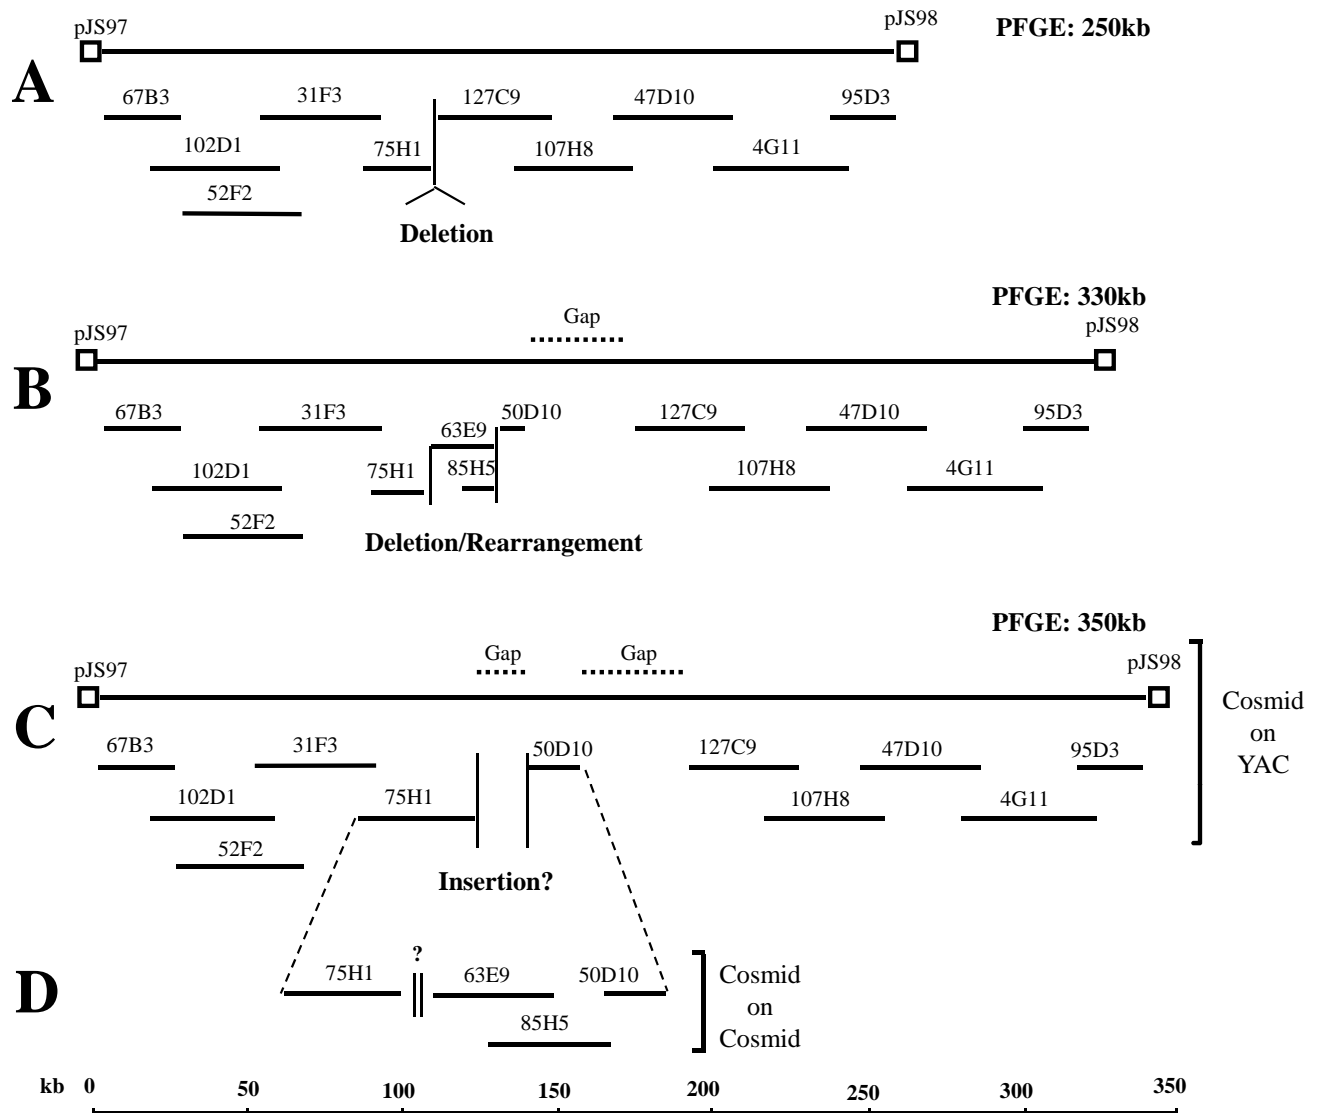 pJS97
pJS98
PFGE: 250kb
A
67B3
31F3
127C9
47D10
95D3
102D1
75H1
107H8
4G11
52F2
Deletion
PFGE: 330kb
Gap
pJS97
pJS98
B
67B3
31F3
63E9
50D10
127C9
47D10
95D3
102D1
75H1
85H5
107H8
4G11
52F2
Deletion/Rearrangement
PFGE: 350kb
Gap
Gap
pJS97
pJS98
C
67B3
31F3
50D10
127C9
47D10
95D3
102D1
75H1
107H8
4G11
52F2
Insertion?
Cosmid
on
YAC
?
D
75H1
63E9
50D10
85H5
Cosmid
on
Cosmid
kb 0 50 100 150 200 250 300 350